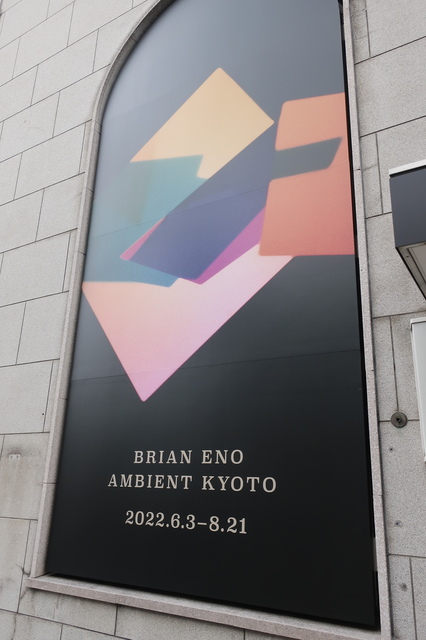 BRIAN ENO
AMBIENT KYOTO
2022.6.3–8.21